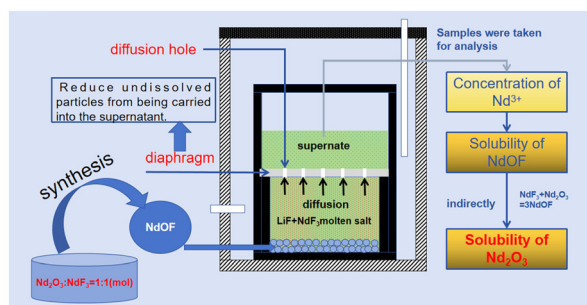 diffusion hole
Reduce undissolved
particles from being carried
into the supernatant.
diaphragm
synthesis
NdOF
Nd₂O₃:NdF₃=1:1(mol)
supernate
diffusion
LiF+NdF₃molten salt
Samples were taken
for analysis
Concentration of
Nd³⁺
Solubility of
NdOF
indirectly
NdF₃+Nd₂O₃
=3NdOF
Solubility of
Nd₂O₃